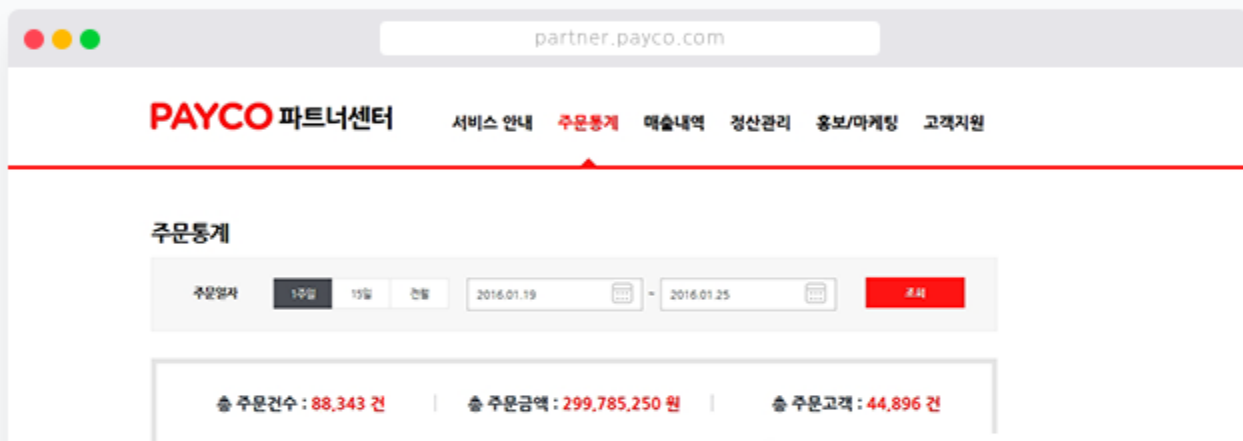 partner.payco.com
PAYCO 파트너센터 서비스 안내 주문통계 매출내역 정산관리 홍보/마케팅 고객지원
주문통계
주문일자 1주일 15일 전월 2016.01.19 ~ 2016.01.25 조회
총 주문건수 : 88,343 건 총 주문금액 : 299,785,250 원 총 주문고객 : 44,896 건